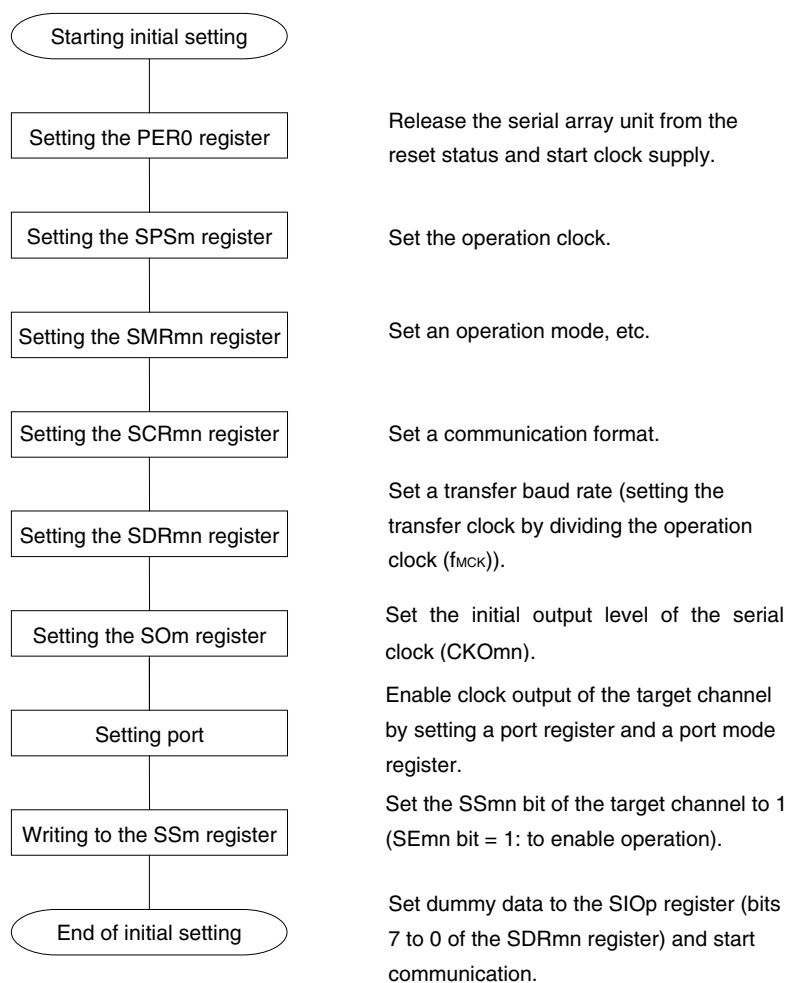 Starting initial setting
Setting the PER0 register
Release the serial array unit from the
reset status and start clock supply.
Setting the SPSm register
Set the operation clock.
Setting the SMRmn register
Set an operation mode, etc.
Setting the SCRmn register
Set a communication format.
Setting the SDRmn register
Set a transfer baud rate (setting the
transfer clock by dividing the operation
clock (fMCK)).
Setting the SOm register
Set the initial output level of the serial
clock (CKOmn).
Setting port
Enable clock output of the target channel
by setting a port register and a port mode
register.
Writing to the SSm register
Set the SSmn bit of the target channel to 1
(SEmn bit = 1: to enable operation).
End of initial setting
Set dummy data to the SIOp register (bits
7 to 0 of the SDRmn register) and start
communication.